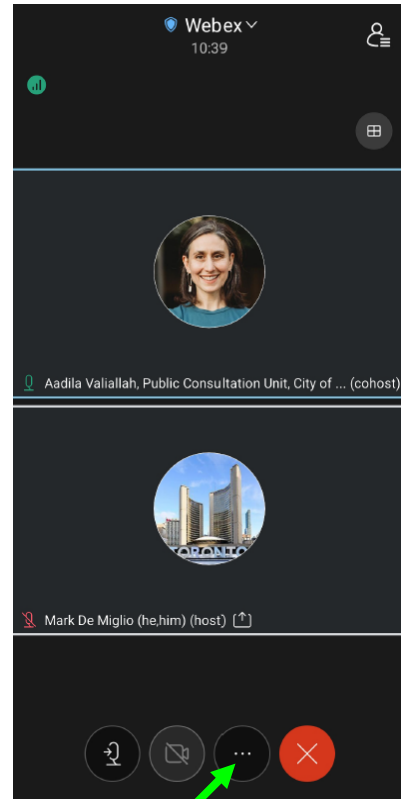 Webex
10:39
Aadila Valiallah, Public Consultation Unit, City of ... (cohost)
TORONTO
Mark De Miglio (he,him) (host)